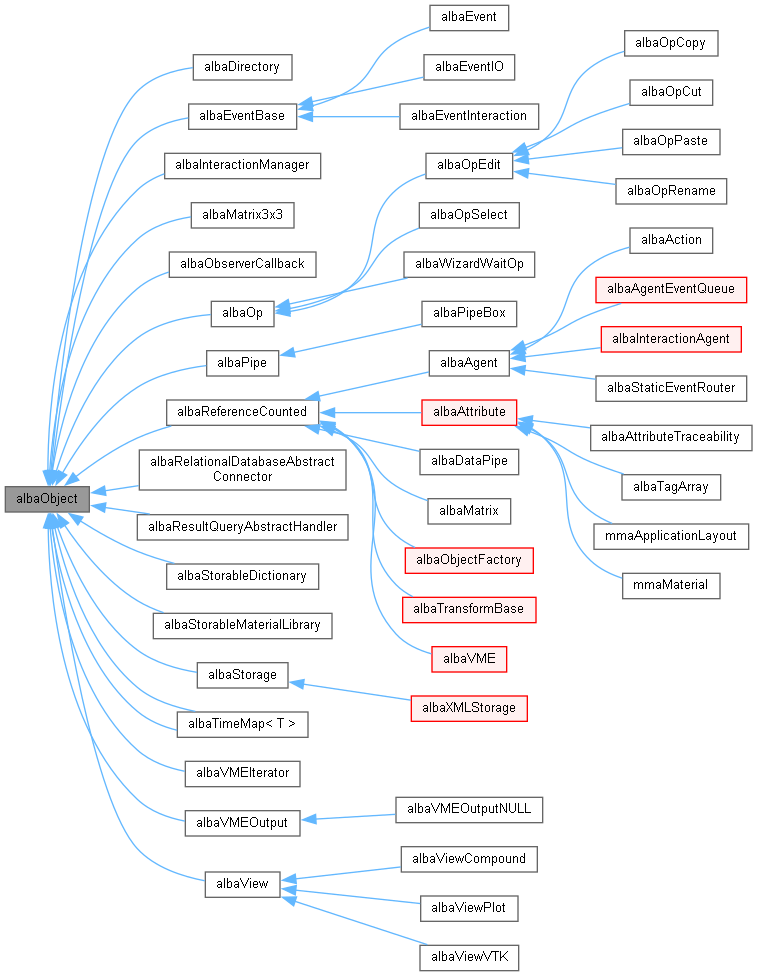 albaEvent
albaOpCopy
albaDirectory
albaEventIO
albaOpCut
albaEventBase
albaEventInteraction
albaOpPaste
albaInteractionManager
albaOpEdit
albaOpRename
albaMatrix3x3
albaOpSelect
albaAction
albaObserverCallback
albaWizardWaitOp
albaAgentEventQueue
albaOp
albaPipeBox
albaInteractionAgent
albaPipe
albaAgent
albaStaticEventRouter
albaReferenceCounted
albaAttribute
albaAttributeTraceability
albaRelationalDatabaseAbstract
Connector
albaDataPipe
albaTagArray
albaObject
albaResultQueryAbstractHandler
albaMatrix
mmaApplicationLayout
albaStorableDictionary
albaObjectFactory
mmaMaterial
albaStorableMaterialLibrary
albaTransformBase
albaStorage
albaVME
albaXMLStorage
albaTimeMap< T >
albaVMEIterator
albaVMEOutput
albaVMEOutputNULL
albaView
albaViewCompound
albaViewPlot
albaViewVTK